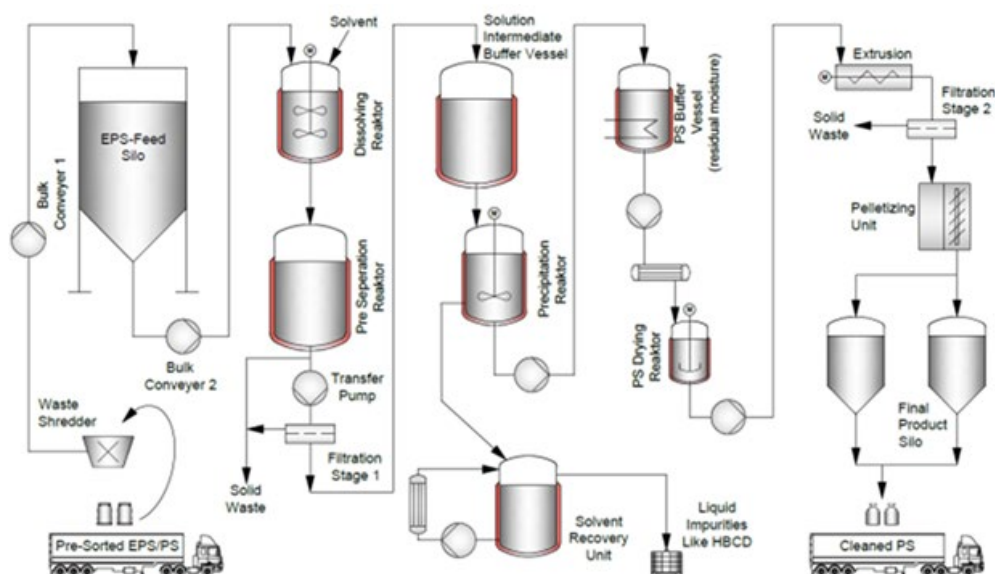 Solvent
M
Solution
Intermediate
Buffer Vessel
Extrusion
M
Filtration
Stage 2
Solid
Waste
EPS-Feed
Silo
Bulk
Conveyer 1
Dissolving
Reaktor
PS Buffer
Vessel
(residual moisture)
Pelletizing
Unit
Pre Seperation
Reaktor
M
Precipitation
Reaktor
M
PS Drying
Reaktor
Bulk
Conveyer 2
Transfer
Pump
Waste
Shredder
Filtration
Stage 1
Solid
Waste
Final
Product
Silo
Solvent
Recovery
Unit
Liquid
Impurities
Like HBCD
Pre-Sorted EPS/PS
Cleaned PS